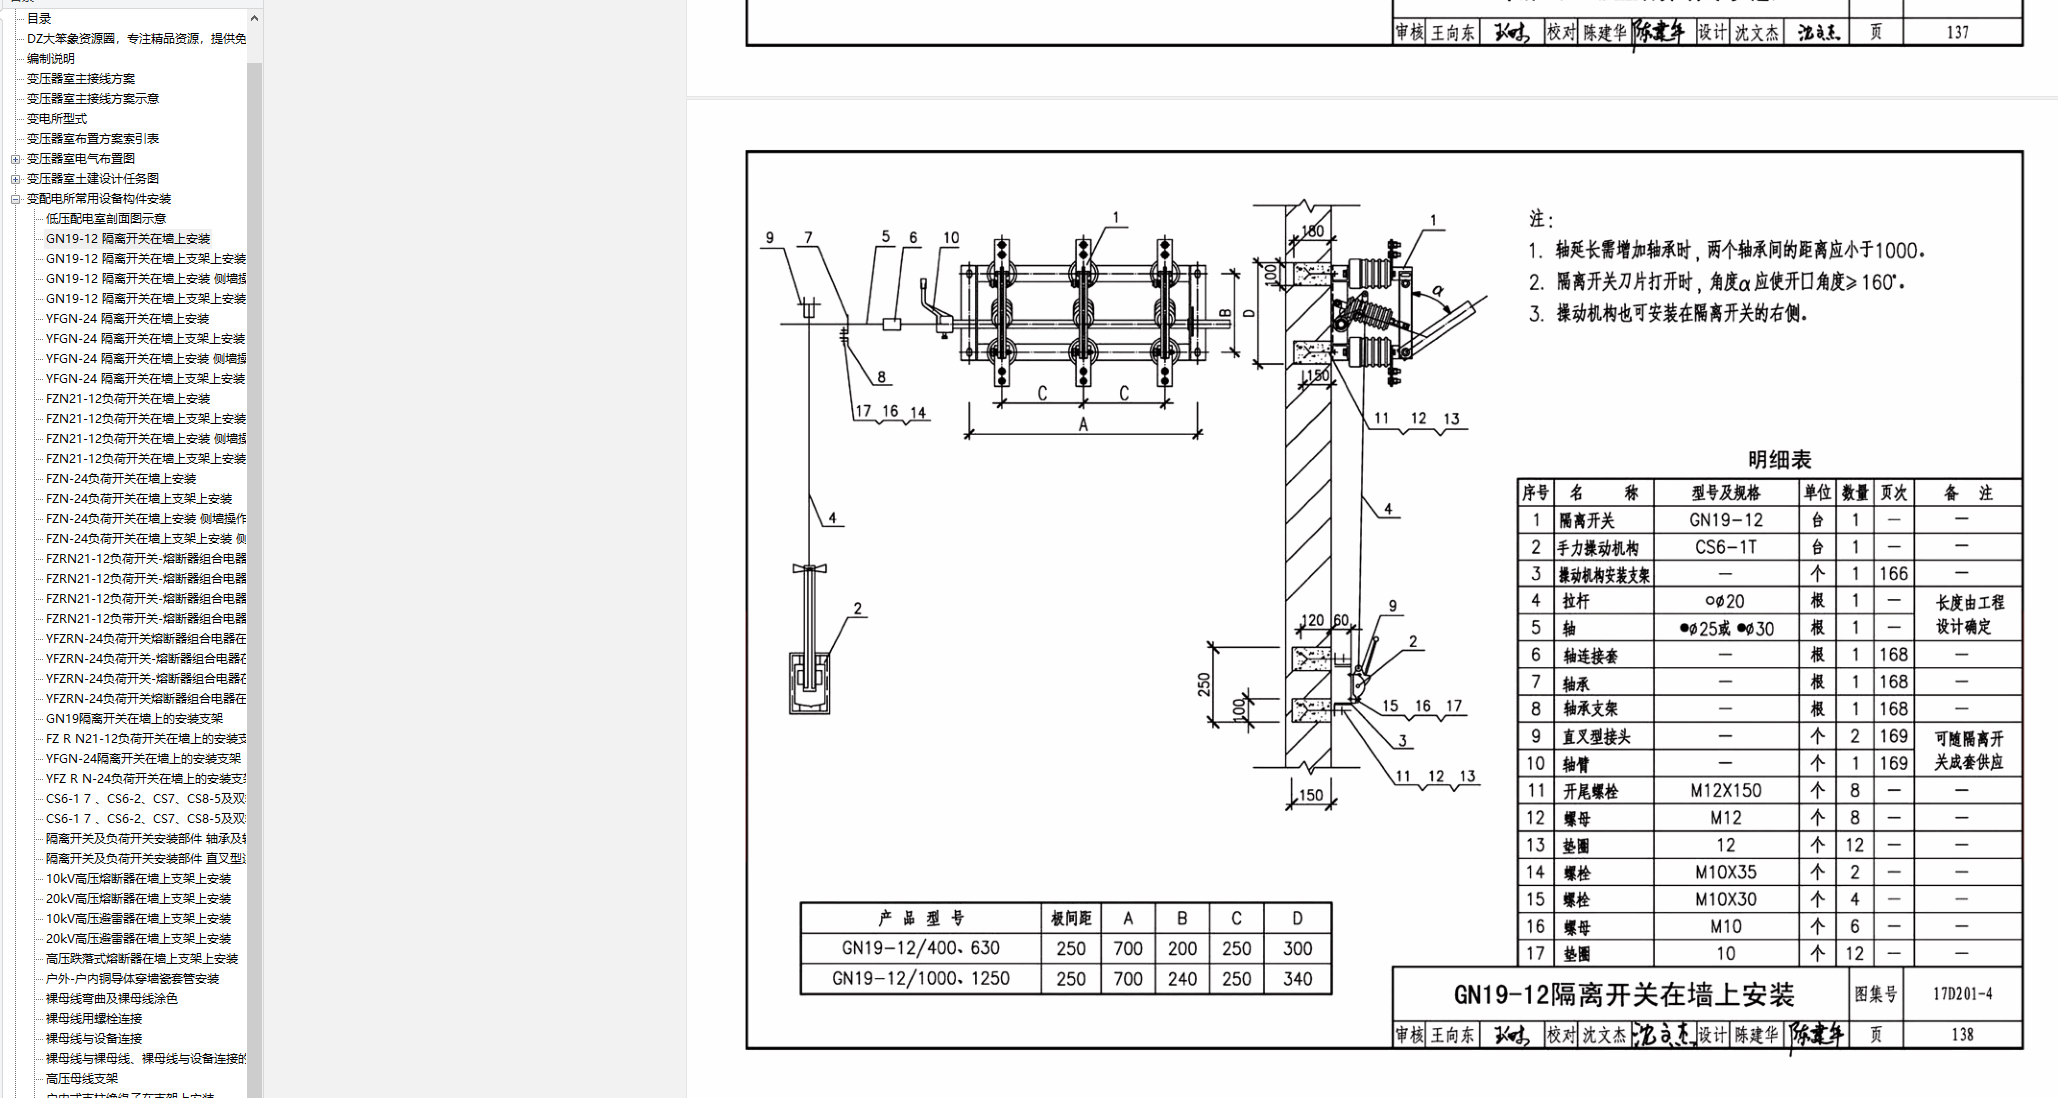 目录
DZ大笨象资源圈，专注精品资源，提供免
编制说明
变压器室主接线方案
变压器室主接线方案示意
变电所型式
变压器室布置方案索引表
变压器室电气布置图
变压器室土建设计任务图
变配电所常用设备构件安装
低压配电室剖面图示意
GN19-12 隔离开关在墙上安装
GN19-12 隔离开关在墙上支架上安装
GN19-12 隔离开关在墙上安装 侧墙操
GN19-12 隔离开关在墙上支架上安装
YFGN-24 隔离开关在墙上安装
YFGN-24 隔离开关在墙上支架上安装
YFGN-24 隔离开关在墙上安装 侧墙操
YFGN-24 隔离开关在墙上支架上安装
FZN21-12负荷开关在墙上安装
FZN21-12负荷开关在墙上支架上安装
FZN21-12负荷开关在墙上安装 侧墙操
FZN21-12负荷开关在墙上支架上安装
FZN-24负荷开关在墙上安装
FZN-24负荷开关在墙上支架上安装
FZN-24负荷开关在墙上安装 侧墙操作
FZN-24负荷开关在墙上支架上安装 侧
FZRN21-12负荷开关-熔断器组合电器
FZRN21-12负荷开关-熔断器组合电器
FZRN21-12负荷开关-熔断器组合电器
FZRN21-12负荷开关-熔断器组合电器
YFZRN-24负荷开关熔断器组合电器在
YFZRN-24负荷开关-熔断器组合电器在
YFZRN-24负荷开关-熔断器组合电器在
YFZRN-24负荷开关熔断器组合电器在
GN19隔离开关在墙上的安装支架
FZ R N21-12负荷开关在墙上的安装支
YFGN-24隔离开关在墙上的安装支架
YFZ R N-24负荷开关在墙上的安装支架
CS6-1 7 、CS6-2、CS7、CS8-5及双
CS6-1 7 、CS6-2、CS7、CS8-5及双
隔离开关及负荷开关安装部件 轴承及轴
隔离开关及负荷开关安装部件 直叉型连
10kV高压熔断器在墙上支架上安装
20kV高压熔断器在墙上支架上安装
10kV高压避雷器在墙上支架上安装
20kV高压避雷器在墙上支架上安装
高压跌落式熔断器在墙上支架上安装
户外-户内铜导体穿墙瓷套管安装
裸母线弯曲及裸母线涂色
裸母线用螺栓连接
裸母线与设备连接
裸母线与裸母线、裸母线与设备连接的
高压母线支架
审核 王向东 校对 陈建华 陈建华 设计 沈文杰 沈文杰 页 137
9 7 5 6 10 1
8
17 16 14
B
C C
A
4
2
180
100
D
150
1
α
11 12 13
4
120 60
9
2
250
100
15 16 17
3
11 12 13
150
注：
1. 轴延长需增加轴承时，两个轴承间的距离应小于1000。
2. 隔离开关刀片打开时，角度α应使开口角度≥160°。
3. 操动机构也可安装在隔离开关的右侧。
明细表
序号 名 称 型号及规格 单位 数量 页次 备 注
1 隔离开关 GN19-12 台 1 — —
2 手力操动机构 CS6-1T 台 1 — —
3 操动机构安装支架 — 个 1 166 —
4 拉杆 ○ø20 根 1 — 长度由工程
5 轴 ●ø25或●ø30 根 1 — 设计确定
6 轴连接套 — 根 1 168 —
7 轴承 — 根 1 168 —
8 轴承支架 — 根 1 168 —
9 直叉型接头 — 个 2 169 可随隔离开
10 轴臂 — 个 1 169 关成套供应
11 开尾螺栓 M12X150 个 8 — —
12 螺母 M12 个 8 — —
13 垫圈 12 个 12 — —
14 螺栓 M10X35 个 2 — —
15 螺栓 M10X30 个 4 — —
16 螺母 M10 个 6 — —
17 垫圈 10 个 12 — —
产 品 型 号 极间距 A B C D
GN19-12/400、630 250 700 200 250 300
GN19-12/1000、1250 250 700 240 250 340
GN19-12隔离开关在墙上安装 图集号 17D201-4
审核 王向东 校对 沈文杰 沈文杰 设计 陈建华 陈建华 页 138